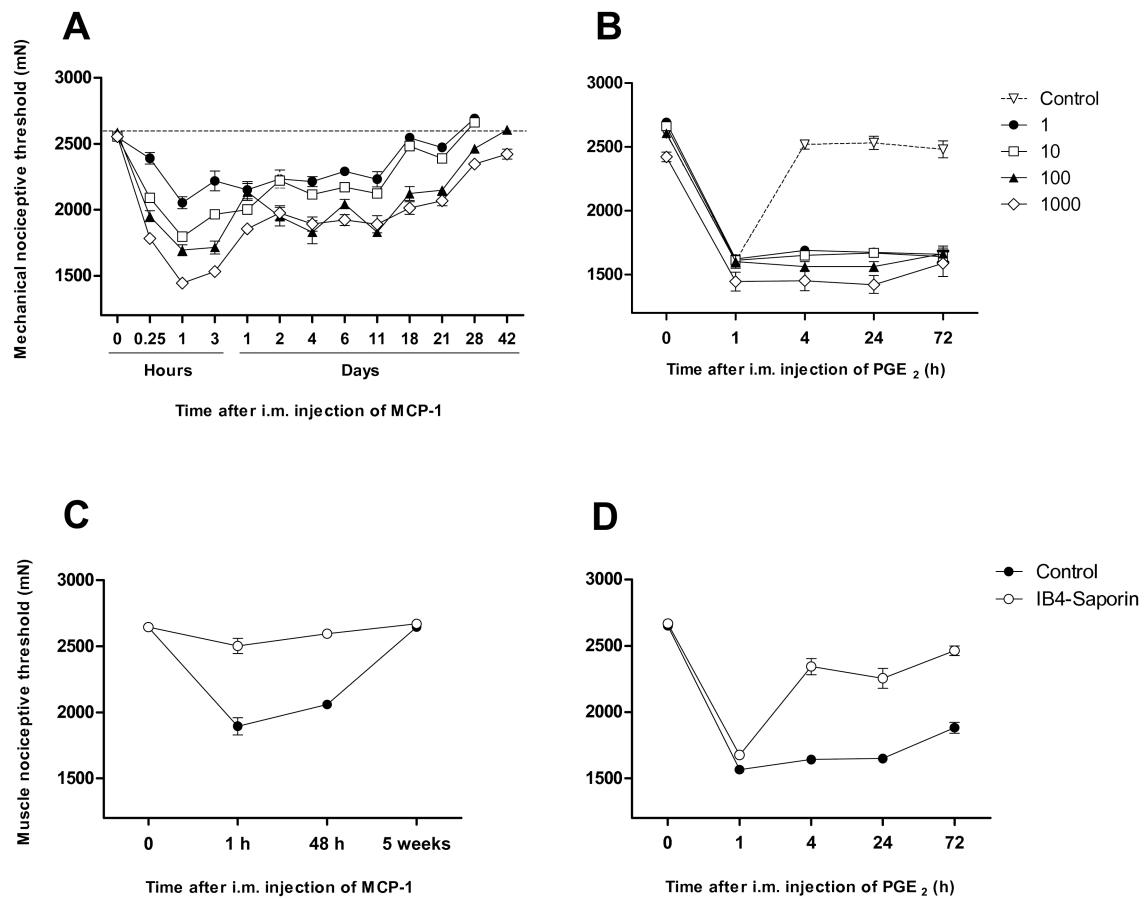 A
Mechanical nociceptive threshold (mN)
3000
2500
2000
1500
0 0.25 1 3 1 2 4 6 11 18 21 28 42
Hours Days
Time after i.m. injection of MCP-1
B
3000
2500
2000
1500
0 1 4 24 72
Time after i.m. injection of PGE 2 (h)
Control
1
10
100
1000
C
Muscle nociceptive threshold (mN)
3000
2500
2000
1500
0 1 h 48 h 5 weeks
Time after i.m. injection of MCP-1
D
3000
2500
2000
1500
0 1 4 24 72
Time after i.m. injection of PGE 2 (h)
Control
IB4-Saporin